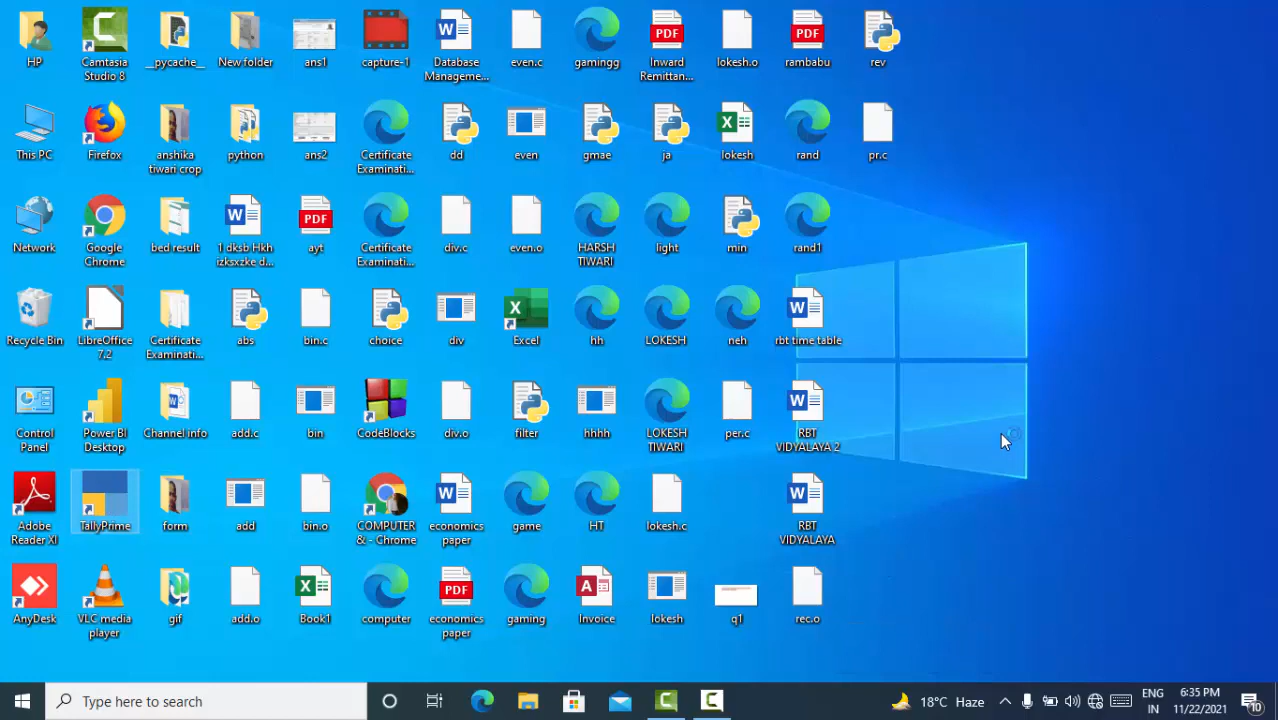 HP
Camtasia
Studio 8
__pycache__
New folder
ans1
capture-1
Database
Manageme...
even.c
gamingg
Inward
Remittan...
lokesh.o
rambabu
rev
This PC
Firefox
anshika
tiwari crop
python
ans2
Certificate
Examinati...
dd
even
gmae
ja
lokesh
rand
pr.c
Network
Google
Chrome
bed result
1 dksb Hkh
izksxzke d...
ayt
Certificate
Examinati...
div.c
even.o
HARSH
TIWARI
light
min
rand1
Recycle Bin
LibreOffice
7.2
Certificate
Examinati...
abs
bin.c
choice
div
Excel
hh
LOKESH
neh
rbt time table
Control
Panel
Power BI
Desktop
Channel info
add.c
bin
CodeBlocks
div.o
filter
hhhh
LOKESH
TIWARI
per.c
RBT
VIDYALAYA 2
Adobe
Reader XI
TallyPrime
form
add
bin.o
COMPUTER
& - Chrome
economics
paper
game
HT
lokesh.c
RBT
VIDYALAYA
AnyDesk
VLC media
player
gif
add.o
Book1
computer
economics
paper
gaming
Invoice
lokesh
q1
rec.o
Type here to search
18°C Haze
ENG
IN
6:35 PM
11/22/2021
10